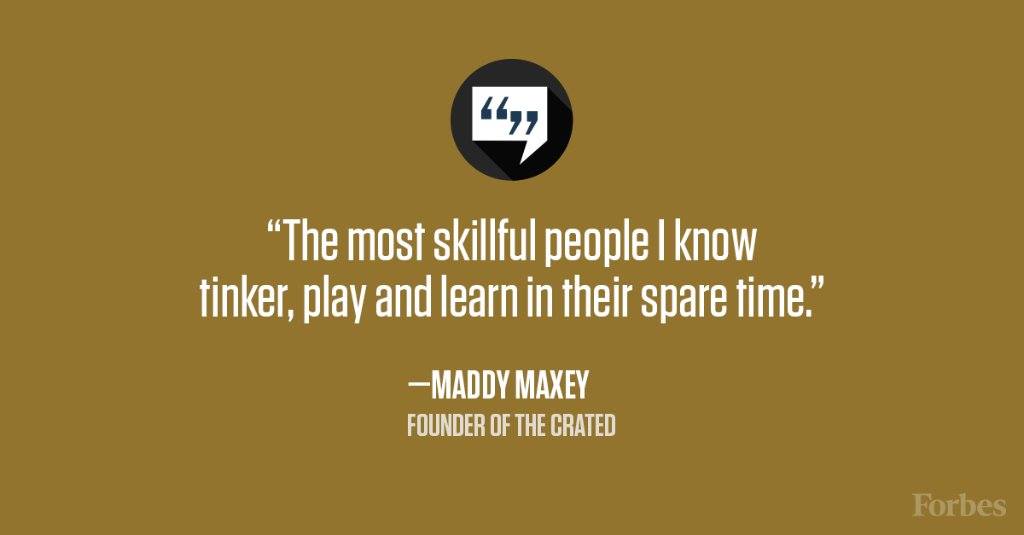 “The most skillful people I know
tinker, play and learn in their spare time.”
—MADDY MAXEY
FOUNDER OF THE CRATED
Forbes